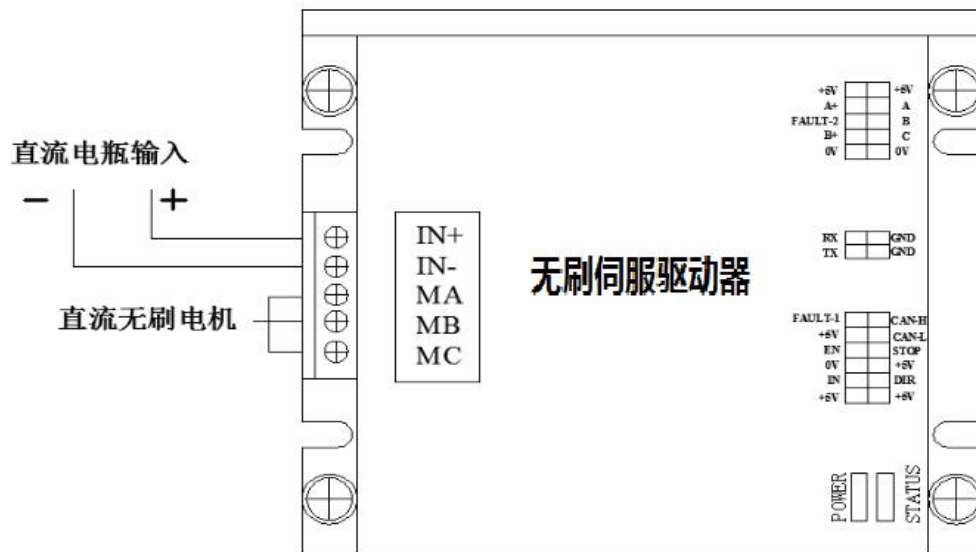 直流电瓶输入
− +
直流无刷电机
IN+
IN-
MA
MB
MC
无刷伺服驱动器
+5V +5V
A+ A
FAULT-2 B
B+ C
0V 0V
RX GND
TX GND
FAULT-1 CAN-H
+5V CAN-L
EN STOP
0V +5V
IN DIR
+5V +5V
POWER
STATUS